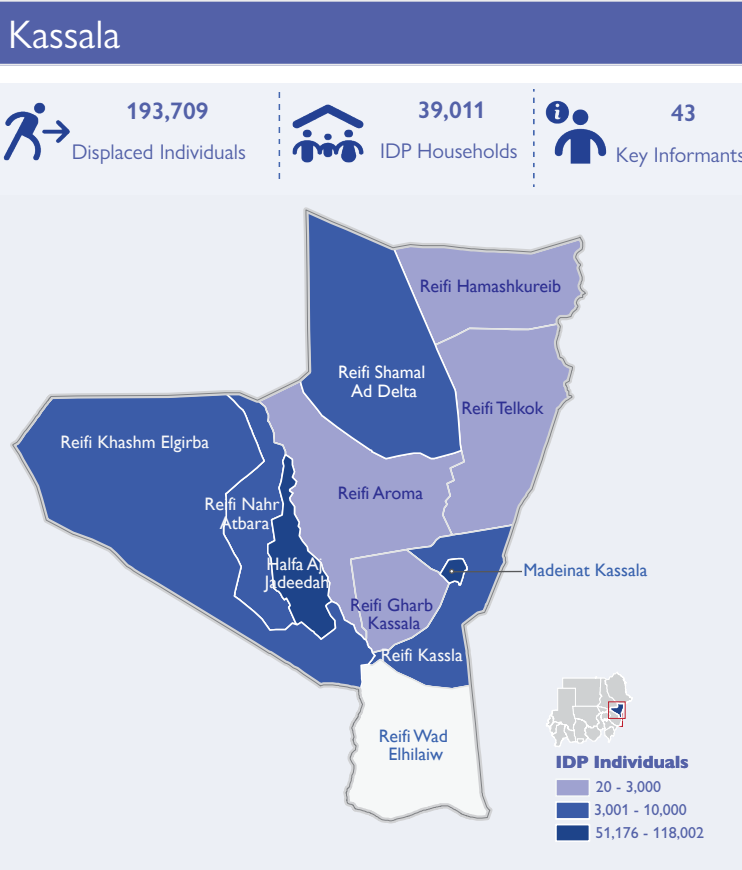 Kassala
193,709
Displaced Individuals
39,011
IDP Households
43
Key Informants
Reifi Hamashkureib
Reifi Shamal
Ad Delta
Reifi Telkok
Reifi Khashm Elgirba
Reifi Aroma
Reifi Nahr
Atbara
Halfa Aj
Jadeedah
Madeinat Kassala
Reifi Gharb
Kassala
Reifi Kassla
Reifi Wad
Elhilaiw
IDP Individuals
20 - 3,000
3,001 - 10,000
51,176 - 118,002